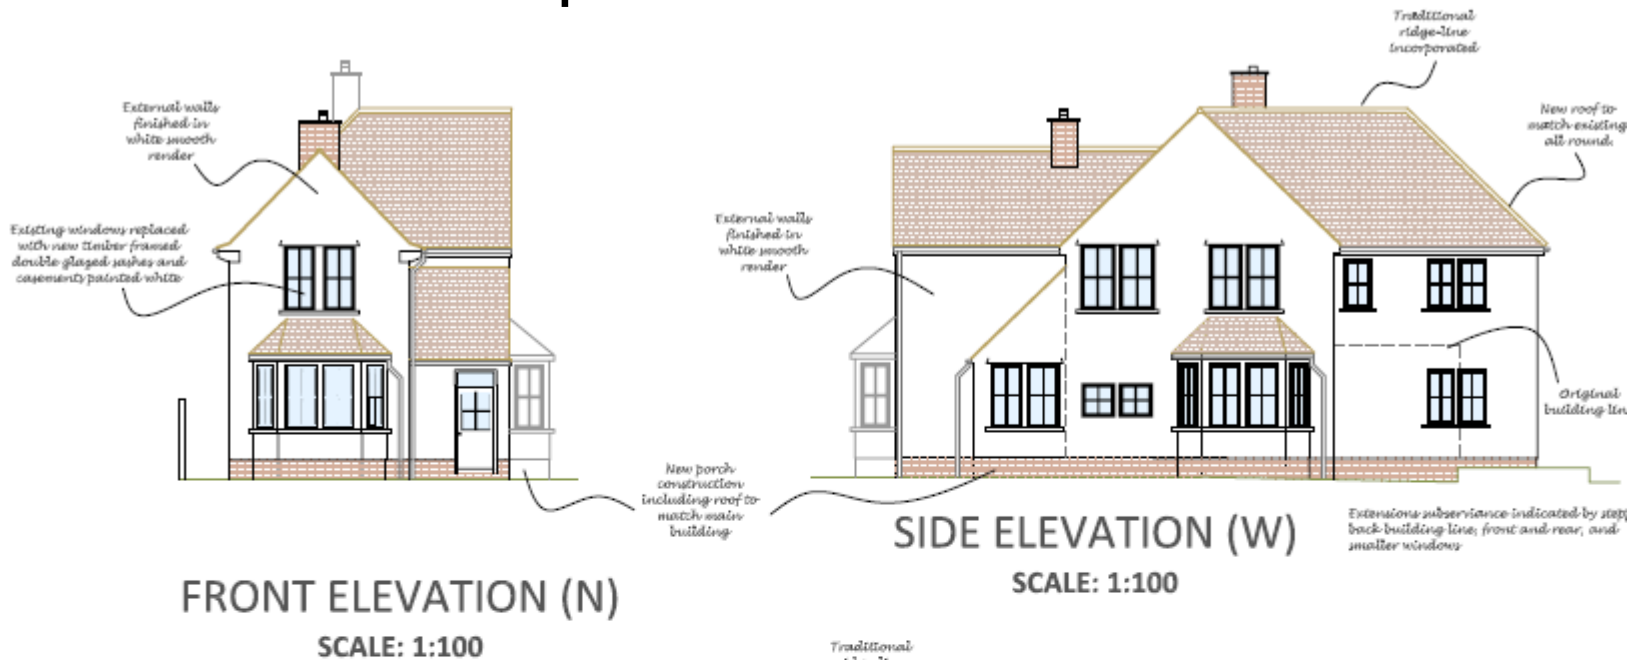 Traditional
ridge-line
incorporated
External walls
finished in
white smooth
render
New roof to
match existing
all round.
Existing windows replaced
with new timber framed
double glazed sashes and
casements painted white
External walls
finished in
white smooth
render
Original
building lin
New porch
construction
including roof to
match main
building
Extensions subserviance indicated by step
back building line, front and rear, and
smaller windows
SIDE ELEVATION (W)
SCALE: 1:100
FRONT ELEVATION (N)
SCALE: 1:100
Traditional